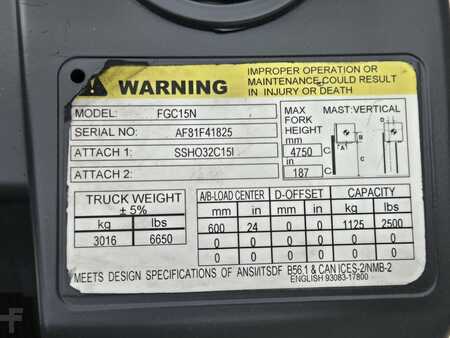 WARNING
IMPROPER OPERATION OR
MAINTENANCE COULD RESULT
IN INJURY OR DEATH
MODEL: FGC15N
SERIAL NO: AF81F41825
ATTACH 1: SSHO32C15I
ATTACH 2:
MAX FORK HEIGHT
mm
4750 C
in
187 C
MAST:VERTICAL
D
A
B
C
TRUCK WEIGHT
± 5%
kg lbs
3016 6650
A/B-LOAD CENTER D-OFFSET CAPACITY
mm in mm in kg lbs
600 24 0 0 1125 2500
0 0 0 0 0 0
0 0 0 0 0 0
MEETS DESIGN SPECIFICATIONS OF ANSI/ITSDF B56.1 & CAN ICES-2/NMB-2
ENGLISH 93083-17800